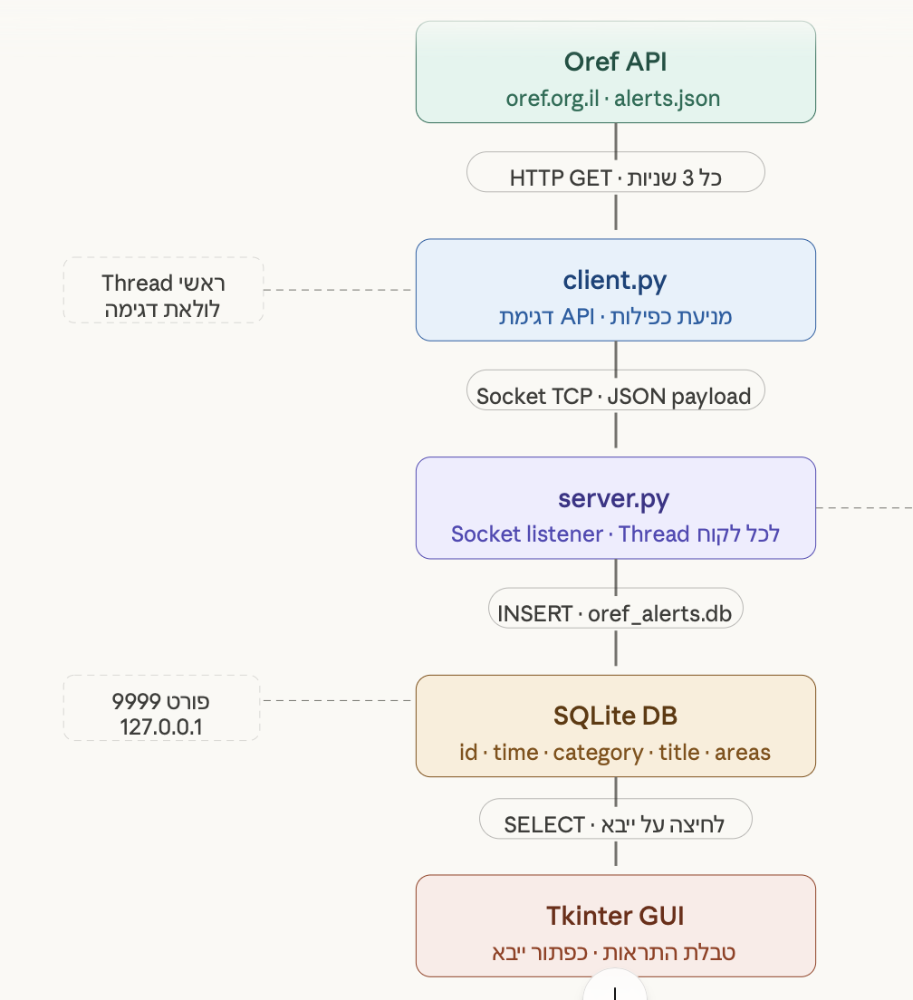 Oref API
oref.org.il · alerts.json
HTTP GET · כל 3 שניות
client.py
דגימת API · מניעת כפילות
Thread ראשי
לולאת דגימה
Socket TCP · JSON payload
server.py
Socket listener · Thread לכל לקוח
INSERT · oref_alerts.db
SQLite DB
id · time · category · title · areas
פורט 9999
127.0.0.1
SELECT · לחיצה על ייבא
Tkinter GUI
טבלת התראות · כפתור ייבא